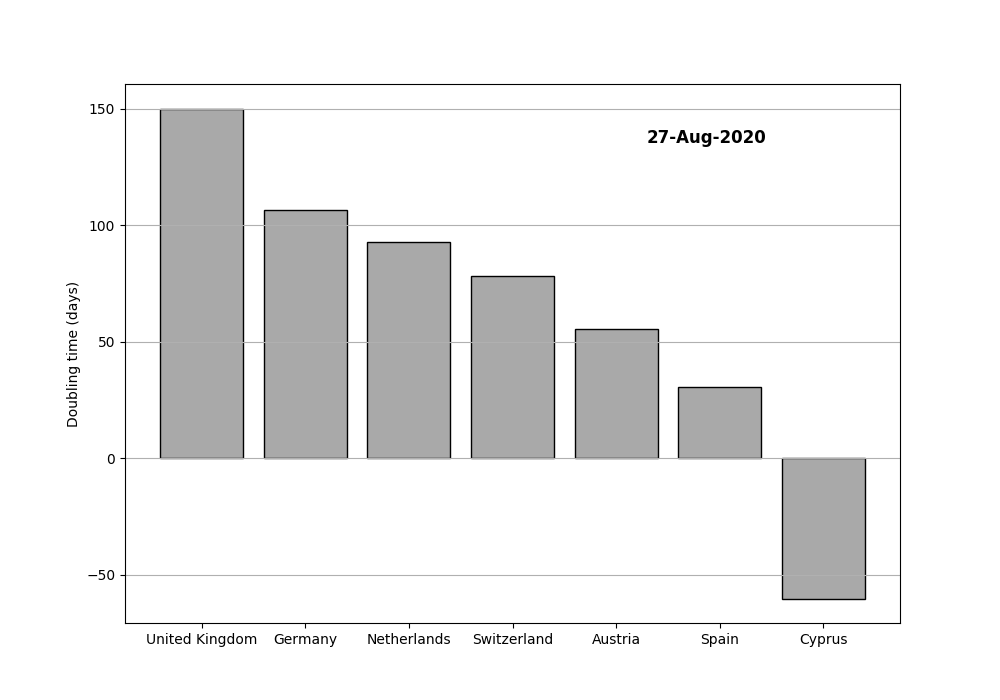 27-Aug-2020
Doubling time (days)
150
100
50
0
−50
United Kingdom Germany Netherlands Switzerland Austria Spain Cyprus